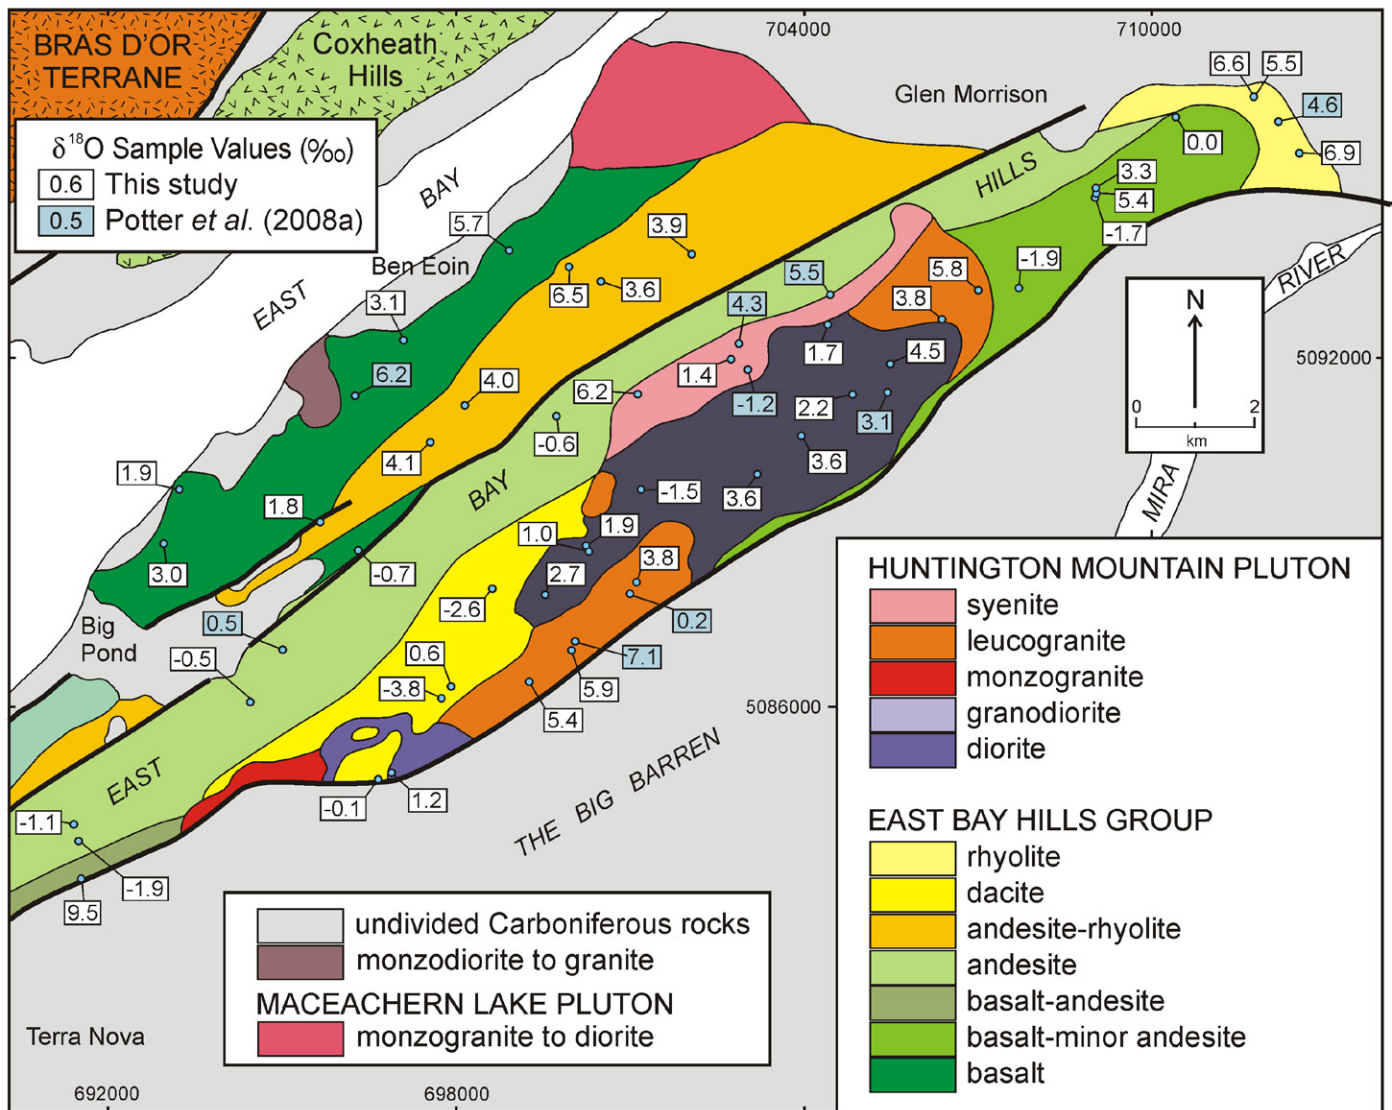 704000
710000
BRAS D'OR
TERRANE
Coxheath
Hills
Glen Morrison
6.6
5.5
4.6
0.0
6.9
δ¹⁸O Sample Values (‰)
0.6 This study
0.5 Potter et al. (2008a)
BAY
HILLS
3.3
5.4
-1.7
5.7
3.9
-1.9
RIVER
Ben Eoin
EAST
6.5
3.6
5.5
5.8
3.1
4.3
3.8
N
1.7
4.5
5092000
6.2
4.0
1.4
6.2
-1.2
2.2
3.1
0
2
km
-0.6
4.1
3.6
1.9
BAY
-1.5
3.6
MIRA
1.8
1.0
1.9
3.0
-0.7
2.7
3.8
-2.6
Big
Pond
0.5
0.2
-0.5
0.6
7.1
-3.8
5.9
5.4
5086000
EAST
THE BIG BARREN
-0.1
1.2
-1.1
-1.9
9.5
HUNTINGTON MOUNTAIN PLUTON
syenite
leucogranite
monzogranite
granodiorite
diorite
EAST BAY HILLS GROUP
rhyolite
dacite
andesite-rhyolite
andesite
basalt-andesite
basalt-minor andesite
basalt
undivided Carboniferous rocks
monzodiorite to granite
MACEACHERN LAKE PLUTON
monzogranite to diorite
Terra Nova
692000
698000